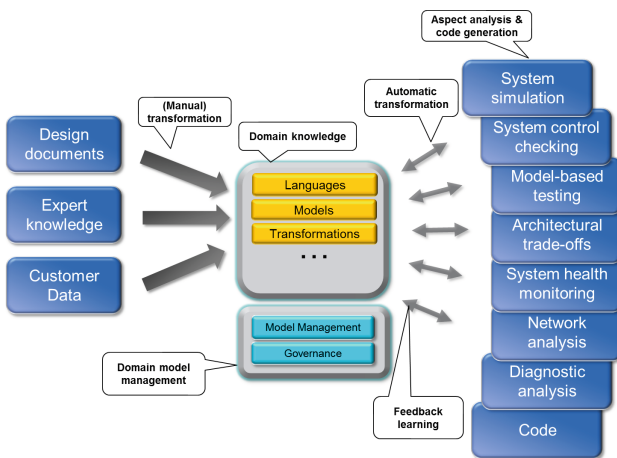 Aspect analysis &
code generation
(Manual)
transformation
Automatic
transformation
Domain knowledge
Design
documents
Expert
knowledge
Customer
Data
Languages
Models
Transformations
...
Model Management
Governance
Domain model
management
Feedback
learning
System
simulation
System control
checking
Model-based
testing
Architectural
trade-offs
System health
monitoring
Network
analysis
Diagnostic
analysis
Code